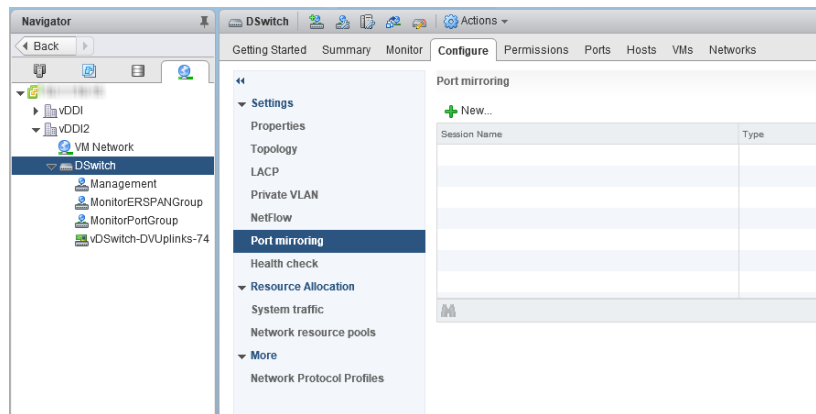 Navigator
Back
vDDI
vDDI2
VM Network
DSwitch
Management
MonitorERSPANGroup
MonitorPortGroup
vDSwitch-DVUplinks-74
DSwitch Actions
Getting Started Summary Monitor Configure Permissions Ports Hosts VMs Networks
Settings
Properties
Topology
LACP
Private VLAN
NetFlow
Port mirroring
Health check
Resource Allocation
System traffic
Network resource pools
More
Network Protocol Profiles
Port mirroring
New...
Session Name Type